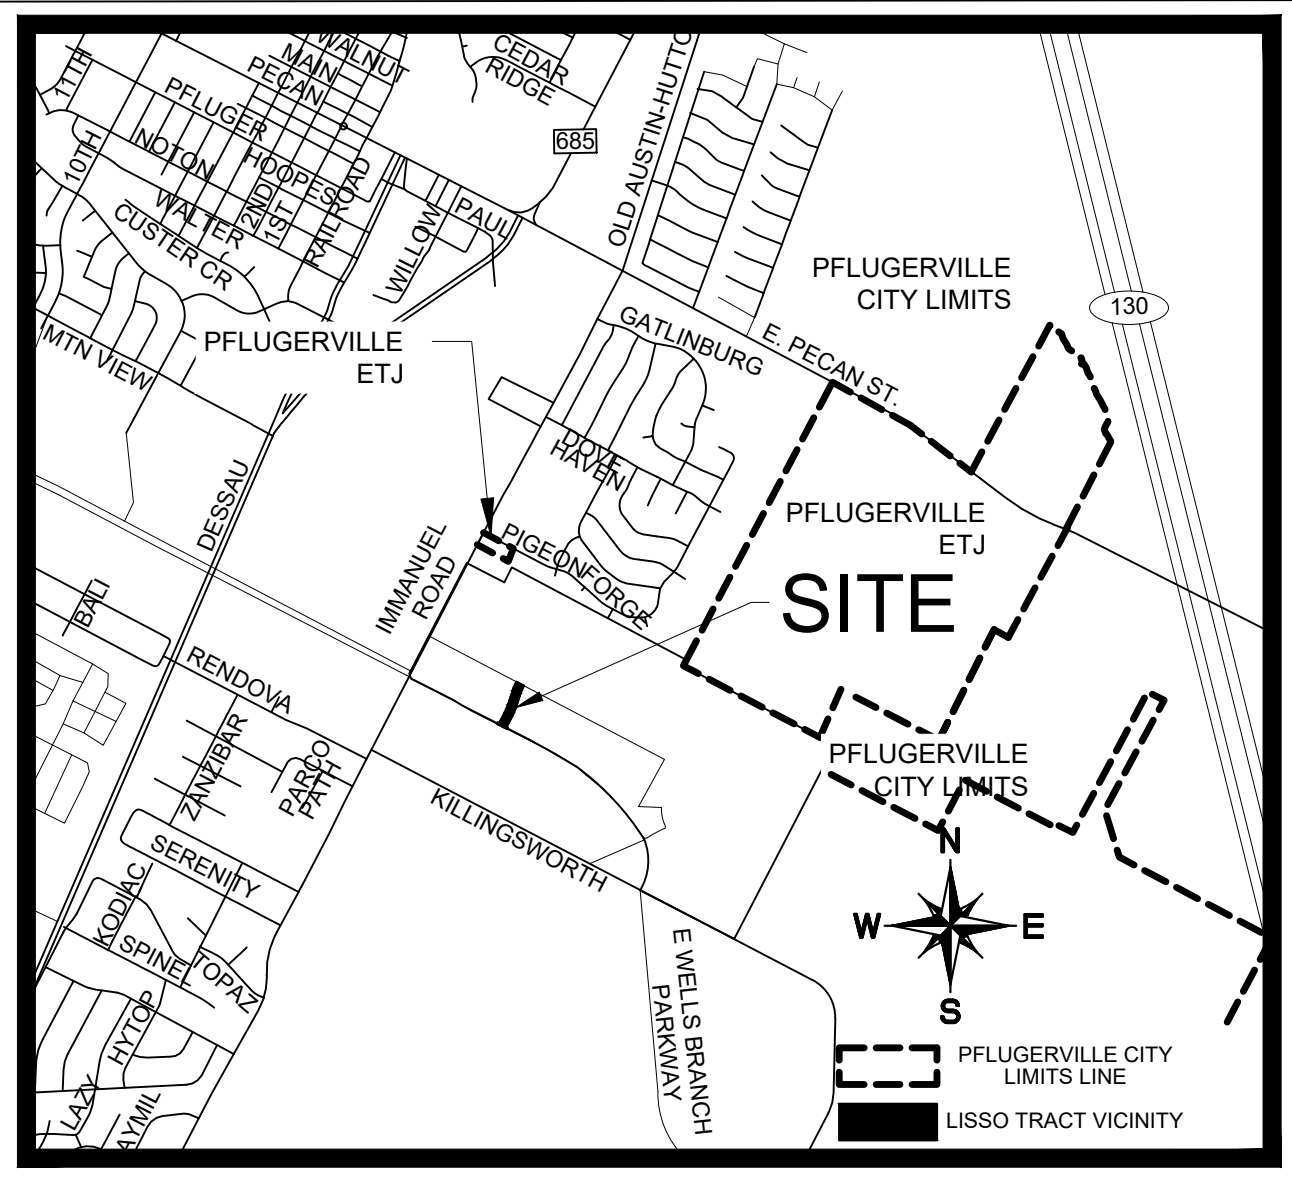 WALNUT
MAIN
PECAN
CEDAR
RIDGE
11TH
PFLUGER
685
OLD AUSTIN-HUTTO
10TH
NOTON
HOOPES
2ND
1ST
RAILROAD
WALTER
CUSTER CR
WILLOW
PAUL
PFLUGERVILLE
CITY LIMITS
130
GATLINBURG
E. PECAN ST.
MTN VIEW
PFLUGERVILLE
ETJ
DOVE
HAVEN
DESSAU
PFLUGERVILLE
ETJ
IMMANUEL
ROAD
PIGEONFORGE
SITE
BALI
RENDOVA
ZANZIBAR
PARCO
PATH
PFLUGERVILLE
CITY LIMITS
KILLINGSWORTH
SERENITY
KODIAC
SPINEL
TOPAZ
N
W
E
S
E WELLS BRANCH
PARKWAY
HYTOP
LAZY
AYMIL
PFLUGERVILLE CITY
LIMITS LINE
LISSO TRACT VICINITY